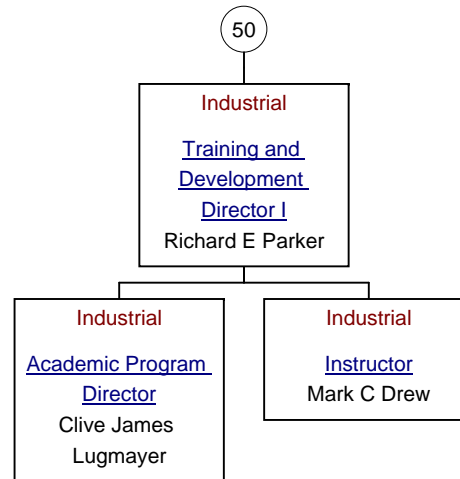 50
Industrial
Training and
Development
Director I
Richard E Parker
Industrial
Academic Program
Director
Clive James
Lugmayer
Industrial
Instructor
Mark C Drew